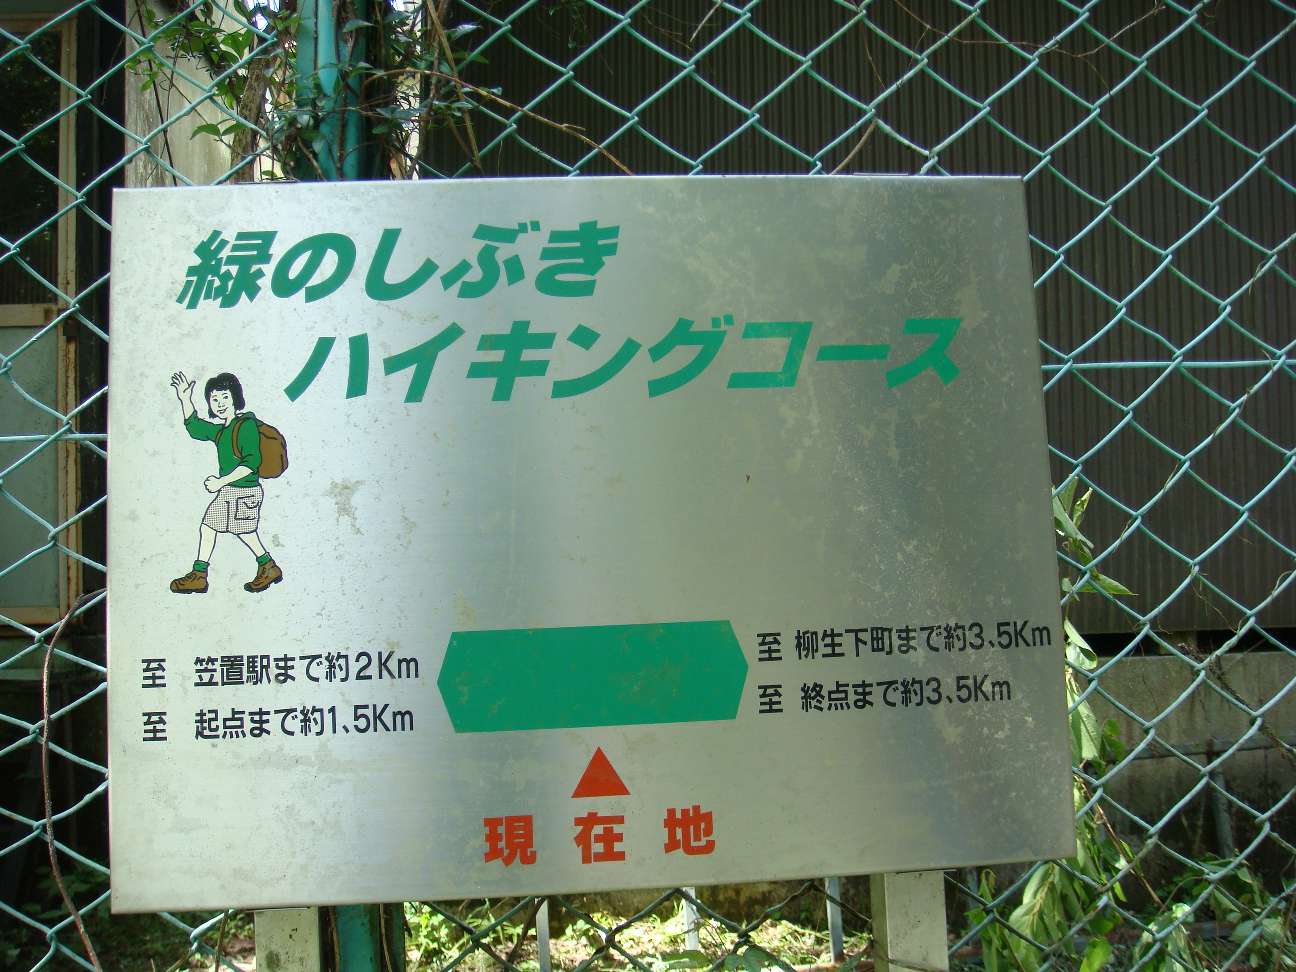 緑のしぶき
ハイキングコース
至 笠置駅まで約2Km
至 起点まで約1.5Km
至 柳生下町まで約3.5Km
至 終点まで約3.5Km
現在地